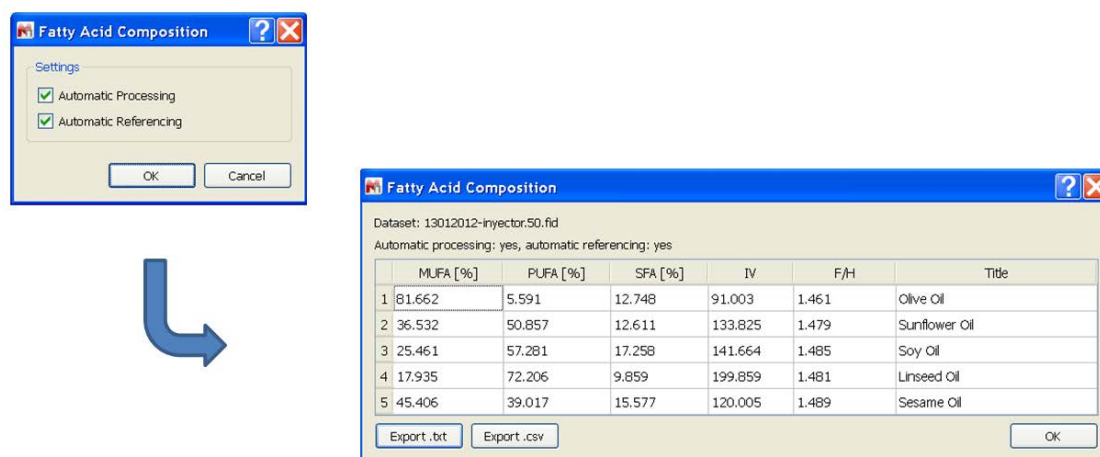 Fatty Acid Composition
Settings
Automatic Processing
Automatic Referencing
OK Cancel
Fatty Acid Composition
Dataset: 13012012-inyector.50.fid
Automatic processing: yes, automatic referencing: yes
MUFA [%] PUFA [%] SFA [%] IV F/H Title
1 81.662 5.591 12.748 91.003 1.461 Olive Oil
2 36.532 50.857 12.611 133.825 1.479 Sunflower Oil
3 25.461 57.281 17.258 141.664 1.485 Soy Oil
4 17.935 72.206 9.859 199.859 1.481 Linseed Oil
5 45.406 39.017 15.577 120.005 1.489 Sesame Oil
Export .txt Export .csv OK